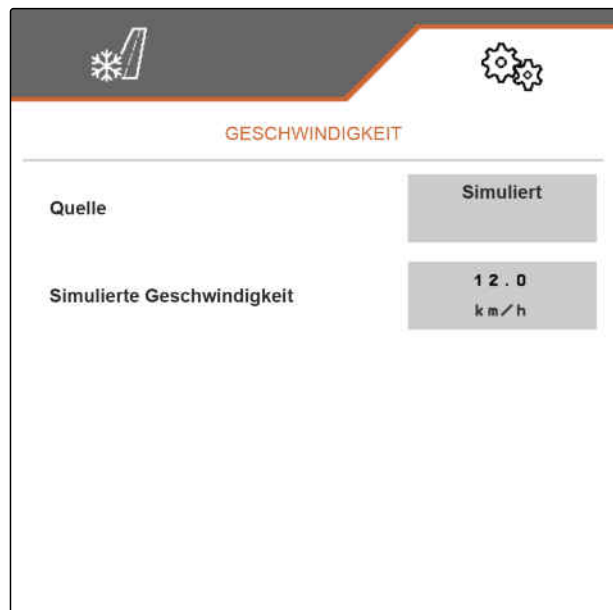 GESCHWINDIGKEIT
Quelle
Simuliert
Simulierte Geschwindigkeit
12.0
km/h